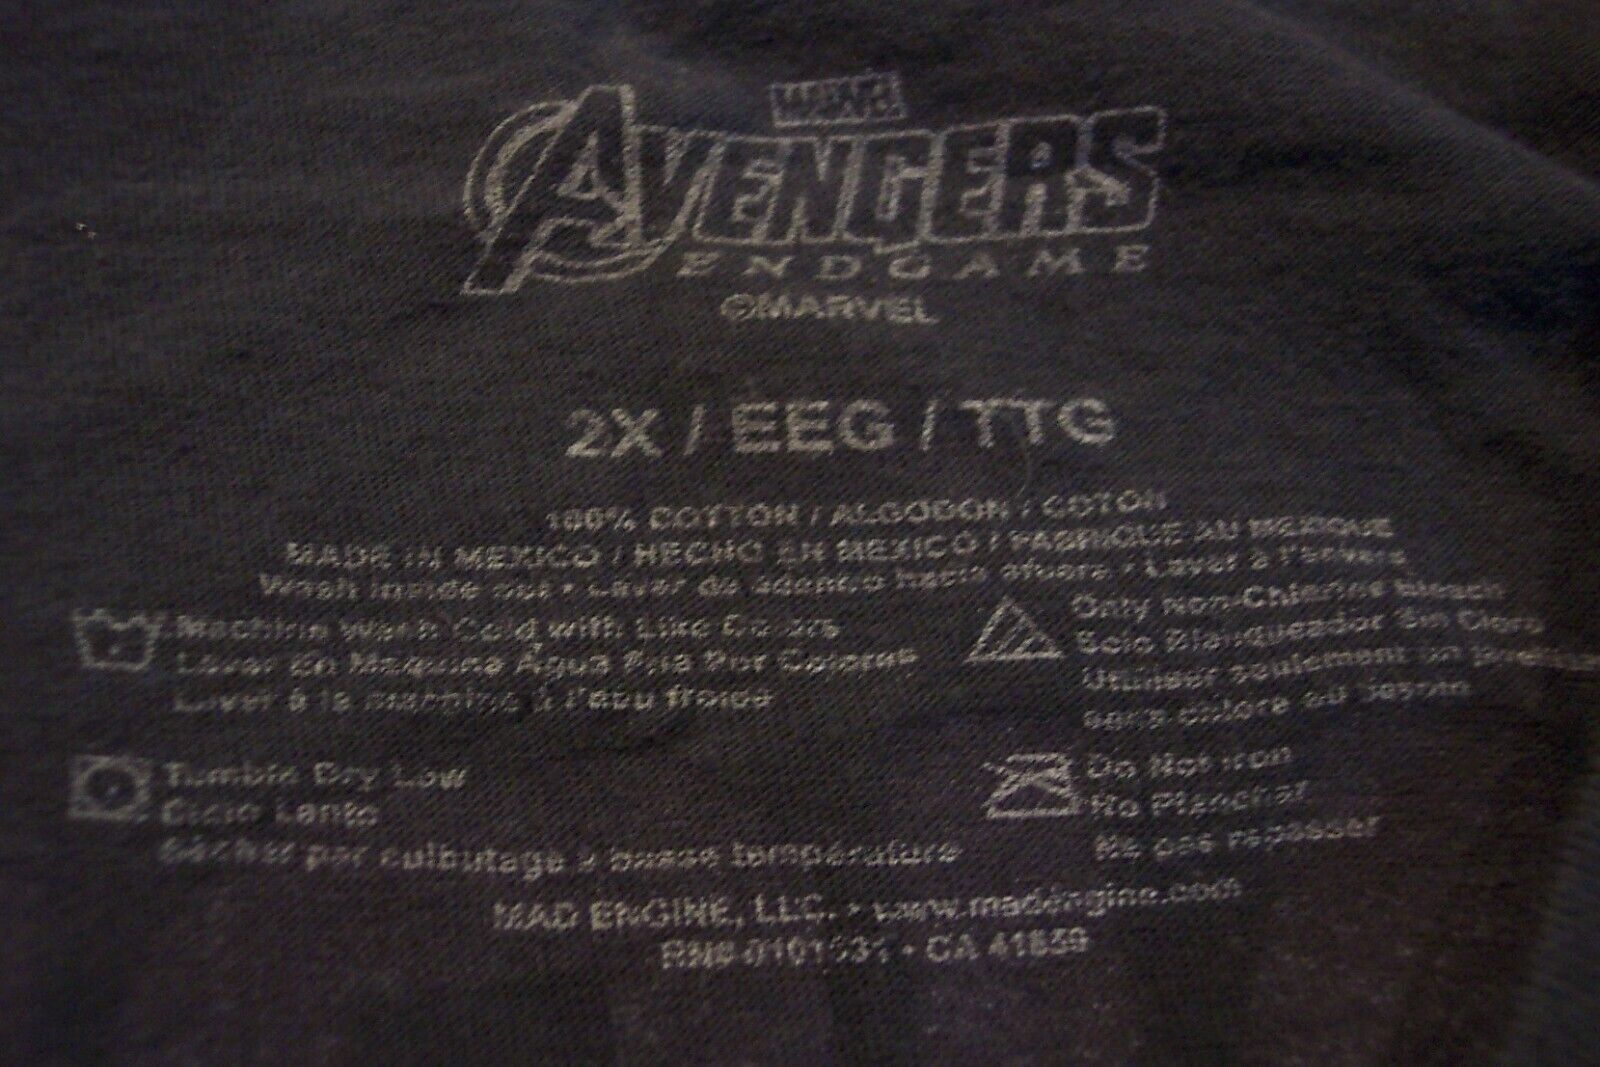 MARVEL
AVENGERS
ENDGAME
©MARVEL
2X / EEG / TTG
100% COTTON / ALGODON / COTON
MADE IN MEXICO / HECHO EN MEXICO / FABRIQUE AU MEXIQUE
Wash inside out • Lavar de adentro hacia afuera • Laver à l'envers
Machine Wash Cold with Like Colors
Lavar En Maquina Água Fria Por Colores
Laver à la machine à l'eau froide
Only Non-Chlorine Bleach
Solo Blanqueador Sin Cloro
Utiliser seulement un
sans chlore au besoin
Tumble Dry Low
Ciclo Lento
Sécher par culbutage à basse température
Do Not Iron
No Planchar
Ne pas repasser
MAD ENGINE, LLC. • www.madengine.com
RN# • CA 41859